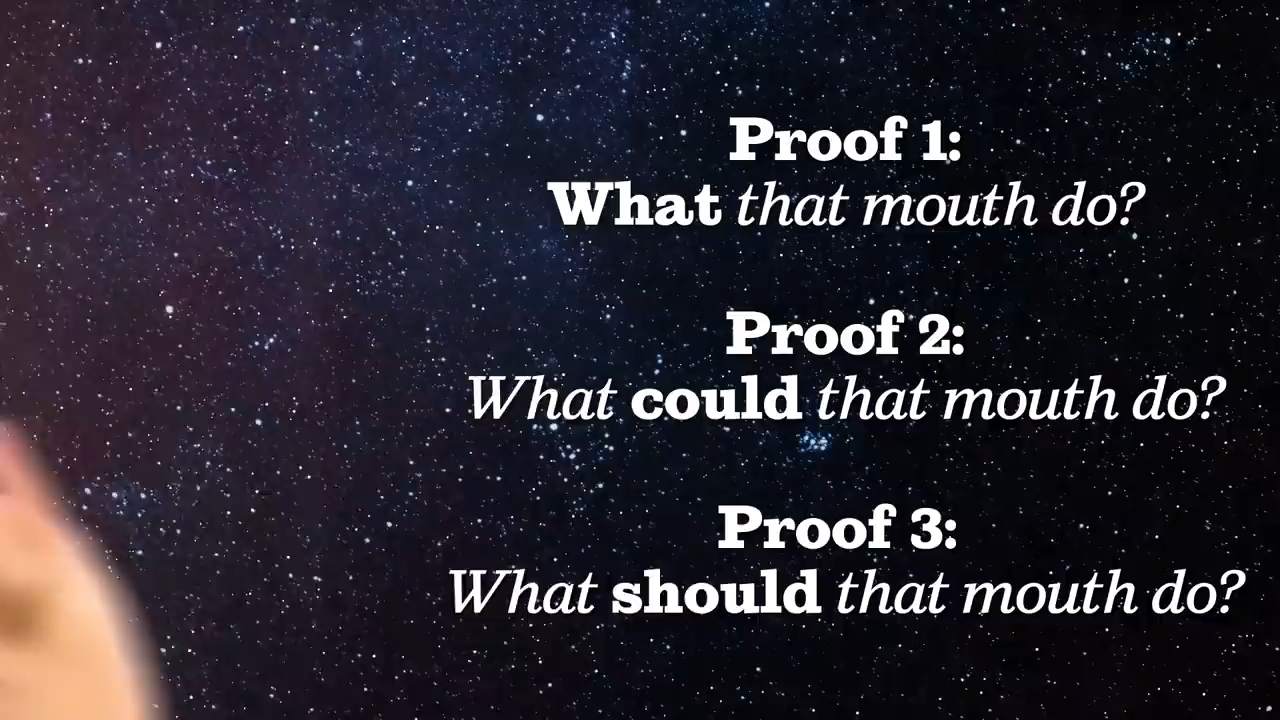 Proof 1:
What that mouth do?
Proof 2:
What could that mouth do?
Proof 3:
What should that mouth do?